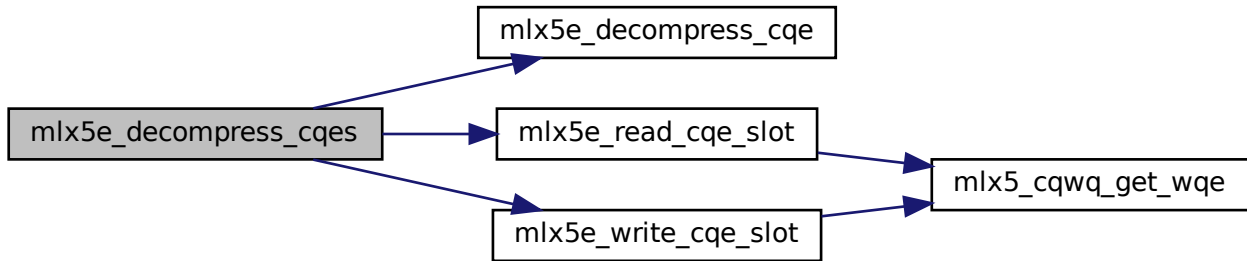 mlx5e_decompress_cqe
mlx5e_decompress_cqes
mlx5e_read_cqe_slot
mlx5_cqwq_get_wqe
mlx5e_write_cqe_slot